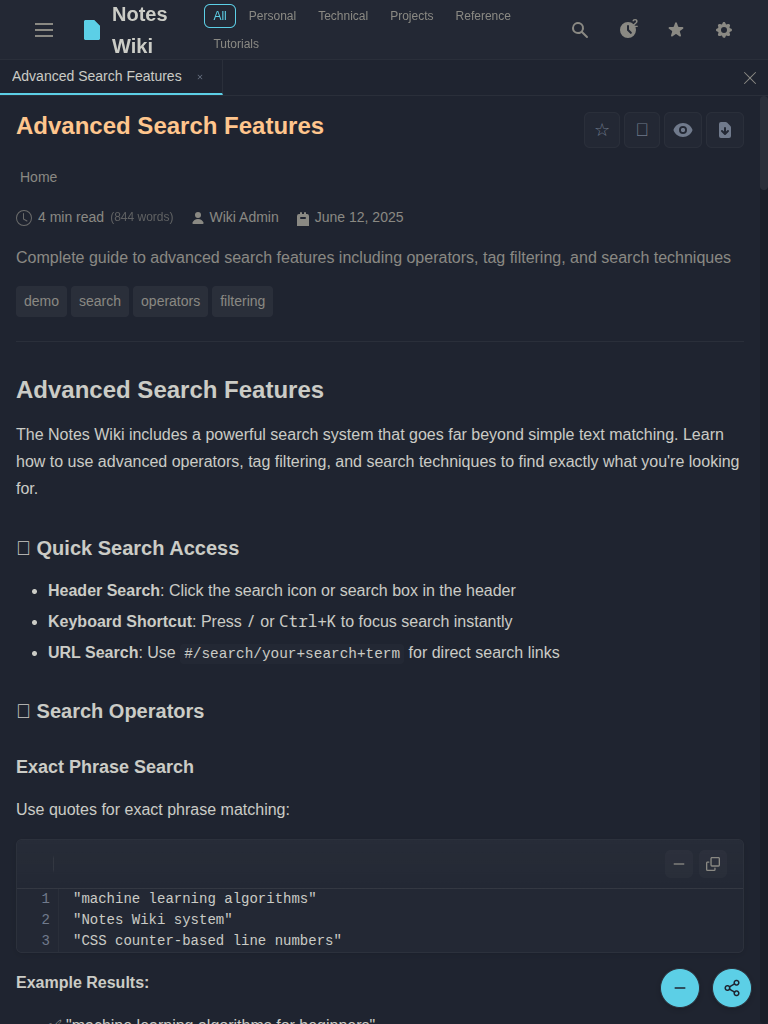 Notes
Wiki
All Personal Technical Projects Reference
Tutorials
2
Advanced Search Features ×
Advanced Search Features
Home
4 min read (844 words) Wiki Admin June 12, 2025
Complete guide to advanced search features including operators, tag filtering, and search techniques
demo search operators filtering
Advanced Search Features
The Notes Wiki includes a powerful search system that goes far beyond simple text matching. Learn
how to use advanced operators, tag filtering, and search techniques to find exactly what you're looking
for.
Quick Search Access
• Header Search: Click the search icon or search box in the header
• Keyboard Shortcut: Press / or Ctrl+K to focus search instantly
• URL Search: Use #/search/your+search+term for direct search links
Search Operators
Exact Phrase Search
Use quotes for exact phrase matching:
1 "machine learning algorithms"
2 "Notes Wiki system"
3 "CSS counter-based line numbers"
Example Results:
"machine learning algorithms for beginners"